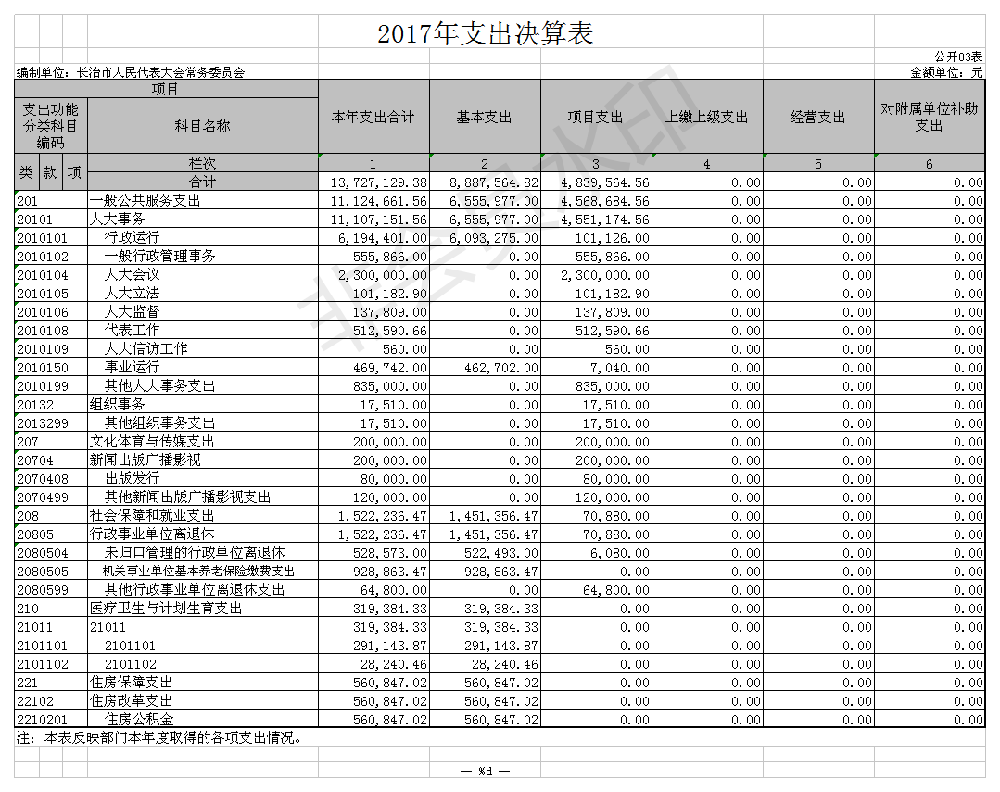 2017年支出决算表
公开03表
编制单位：长治市人民代表大会常务委员会 金额单位：元
项目 本年支出合计 基本支出 项目支出 上缴上级支出 经营支出 对附属单位补助支出
支出功能分类科目编码 科目名称
类 款 项 栏次 1 2 3 4 5 6
合计 13,727,129.38 8,887,564.82 4,839,564.56 0.00 0.00 0.00
201 一般公共服务支出 11,124,661.56 6,555,977.00 4,568,684.56 0.00 0.00 0.00
20101 人大事务 11,107,151.56 6,555,977.00 4,551,174.56 0.00 0.00 0.00
2010101 行政运行 6,194,401.00 6,093,275.00 101,126.00 0.00 0.00 0.00
2010102 一般行政管理事务 555,866.00 0.00 555,866.00 0.00 0.00 0.00
2010104 人大会议 2,300,000.00 0.00 2,300,000.00 0.00 0.00 0.00
2010105 人大立法 101,182.90 0.00 101,182.90 0.00 0.00 0.00
2010106 人大监督 137,809.00 0.00 137,809.00 0.00 0.00 0.00
2010108 代表工作 512,590.66 0.00 512,590.66 0.00 0.00 0.00
2010109 人大信访工作 560.00 0.00 560.00 0.00 0.00 0.00
2010150 事业运行 469,742.00 462,702.00 7,040.00 0.00 0.00 0.00
2010199 其他人大事务支出 835,000.00 0.00 835,000.00 0.00 0.00 0.00
20132 组织事务 17,510.00 0.00 17,510.00 0.00 0.00 0.00
2013299 其他组织事务支出 17,510.00 0.00 17,510.00 0.00 0.00 0.00
207 文化体育与传媒支出 200,000.00 0.00 200,000.00 0.00 0.00 0.00
20704 新闻出版广播影视 200,000.00 0.00 200,000.00 0.00 0.00 0.00
2070408 出版发行 80,000.00 0.00 80,000.00 0.00 0.00 0.00
2070499 其他新闻出版广播影视支出 120,000.00 0.00 120,000.00 0.00 0.00 0.00
208 社会保障和就业支出 1,522,236.47 1,451,356.47 70,880.00 0.00 0.00 0.00
20805 行政事业单位离退休 1,522,236.47 1,451,356.47 70,880.00 0.00 0.00 0.00
2080504 未归口管理的行政单位离退休 528,573.00 522,493.00 6,080.00 0.00 0.00 0.00
2080505 机关事业单位基本养老保险缴费支出 928,863.47 928,863.47 0.00 0.00 0.00 0.00
2080599 其他行政事业单位离退休支出 64,800.00 0.00 64,800.00 0.00 0.00 0.00
210 医疗卫生与计划生育支出 319,384.33 319,384.33 0.00 0.00 0.00 0.00
21011 21011 319,384.33 319,384.33 0.00 0.00 0.00 0.00
2101101 2101101 291,143.87 291,143.87 0.00 0.00 0.00 0.00
2101102 2101102 28,240.46 28,240.46 0.00 0.00 0.00 0.00
221 住房保障支出 560,847.02 560,847.02 0.00 0.00 0.00 0.00
22102 住房改革支出 560,847.02 560,847.02 0.00 0.00 0.00 0.00
2210201 住房公积金 560,847.02 560,847.02 0.00 0.00 0.00 0.00
注：本表反映部门本年度取得的各项支出情况。
— %d —
非会员水印